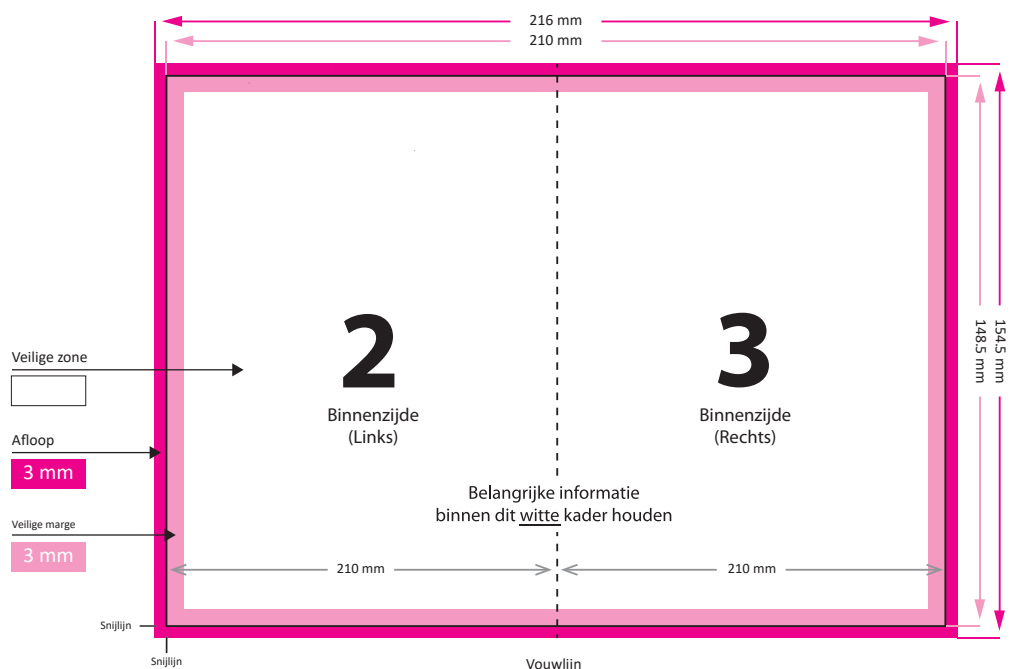 216 mm
210 mm
154.5 mm
148.5 mm
2
Binnenzijde
(Links)
3
Binnenzijde
(Rechts)
Veilige zone
Afloop
3 mm
Veilige marge
3 mm
Belangrijke informatie
binnen dit witte kader houden
210 mm
210 mm
Snijlijn
Snijlijn
Vouwlijn